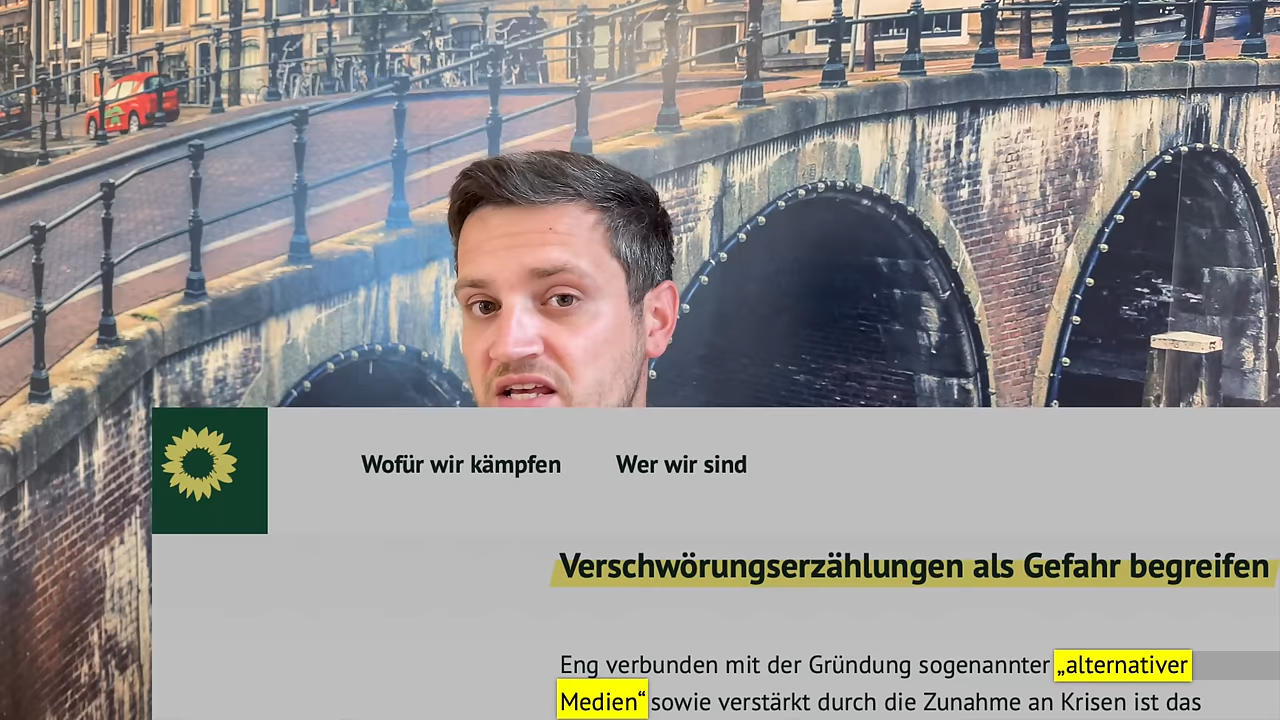 Wofür wir kämpfen Wer wir sind
Verschwörungserzählungen als Gefahr begreifen
Eng verbunden mit der Gründung sogenannter „alternativer
Medien“ sowie verstärkt durch die Zunahme an Krisen ist das